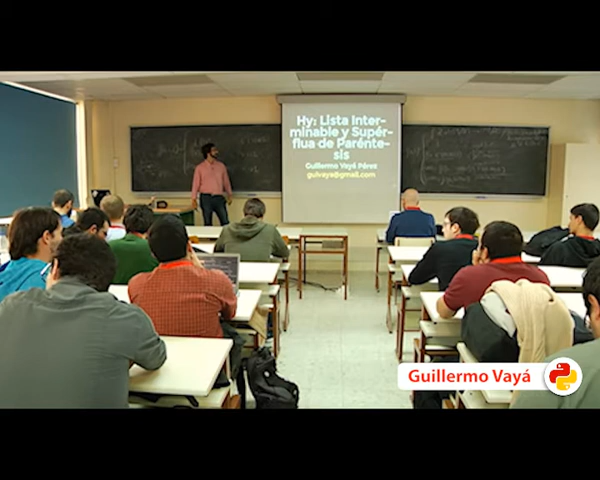 Hy: Lista Inter-
minable y Supér-
flua de Parénte-
sis
Guillermo Vayá Pérez
guivaya@gmail.com
Guillermo Vayá